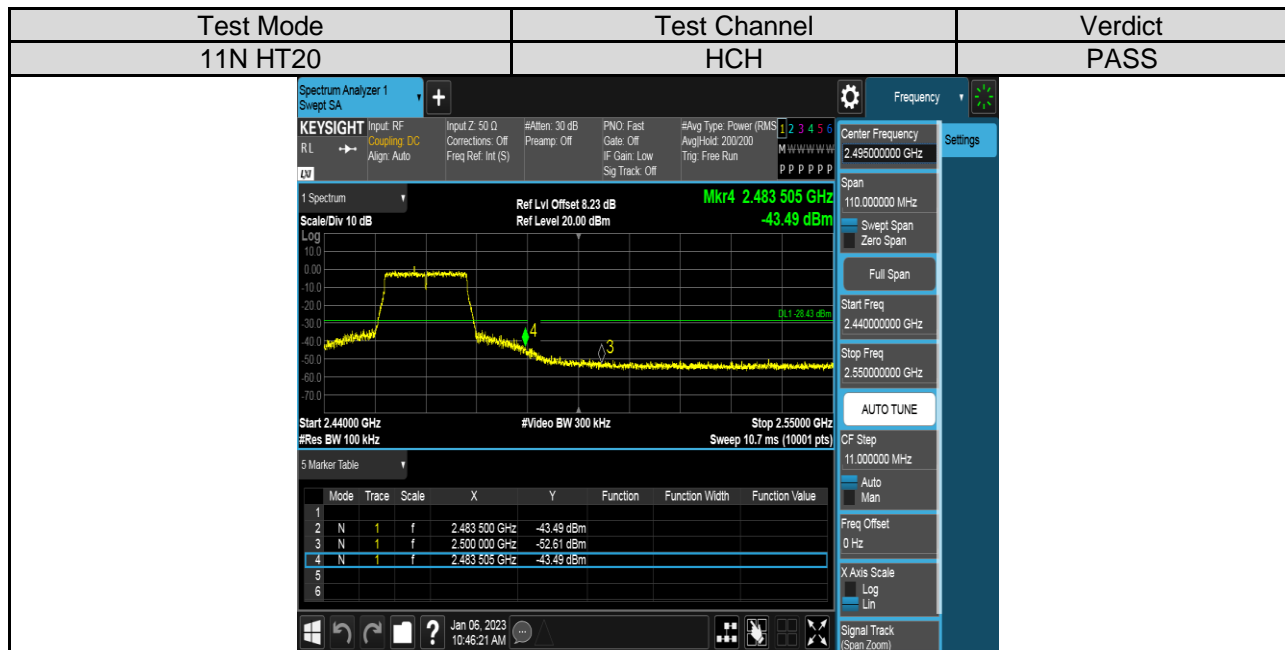 Test Mode Test Channel Verdict
11N HT20 HCH PASS
Spectrum Analyzer 1
Swept SA
+
Frequency
KEYSIGHT Input: RF Input Z: 50 Ω #Atten: 30 dB PNO: Fast #Avg Type: Power (RMS 1 2 3 4 5 6
RL Coupling: DC Corrections: Off Preamp: Off Gate: Off Avg|Hold: 200/200 M W W W W W
Align: Auto Freq Ref: Int (S) IF Gain: Low Trig: Free Run
LXI Sig Track: Off P P P P P P
Settings
Center Frequency
2.495000000 GHz
Span
110.000000 MHz
Swept Span
Zero Span
Full Span
Start Freq
2.440000000 GHz
Stop Freq
2.550000000 GHz
AUTO TUNE
CF Step
11.000000 MHz
Auto
Man
Freq Offset
0 Hz
X Axis Scale
Log
Lin
Signal Track
(Span Zoom)
1 Spectrum Ref Lvl Offset 8.23 dB Mkr4 2.483 505 GHz
Scale/Div 10 dB Ref Level 20.00 dBm -43.49 dBm
Log
10.0
0.00
-10.0
-20.0
DL1 -28.43 dBm
-30.0
4
-40.0
3
-50.0
-60.0
-70.0
Start 2.44000 GHz #Video BW 300 kHz Stop 2.55000 GHz
#Res BW 100 kHz Sweep 10.7 ms (10001 pts)
5 Marker Table
Mode Trace Scale X Y Function Function Width Function Value
1
2 N 1 f 2.483 500 GHz -43.49 dBm
3 N 1 f 2.500 000 GHz -52.61 dBm
4 N 1 f 2.483 505 GHz -43.49 dBm
5
6
? Jan 06, 2023
10:46:21 AM